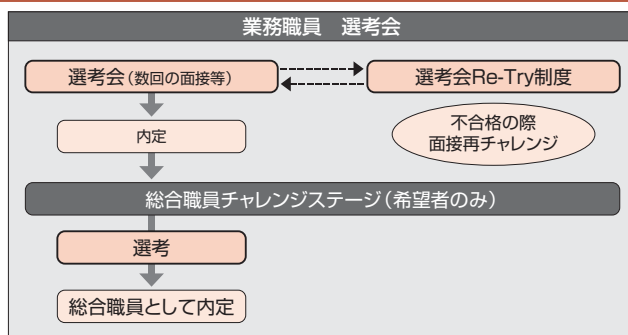 業務職員　選考会
選考会（数回の面接等）
選考会Re-Try制度
内定
不合格の際
面接再チャレンジ
総合職員チャレンジステージ（希望者のみ）
選考
総合職員として内定